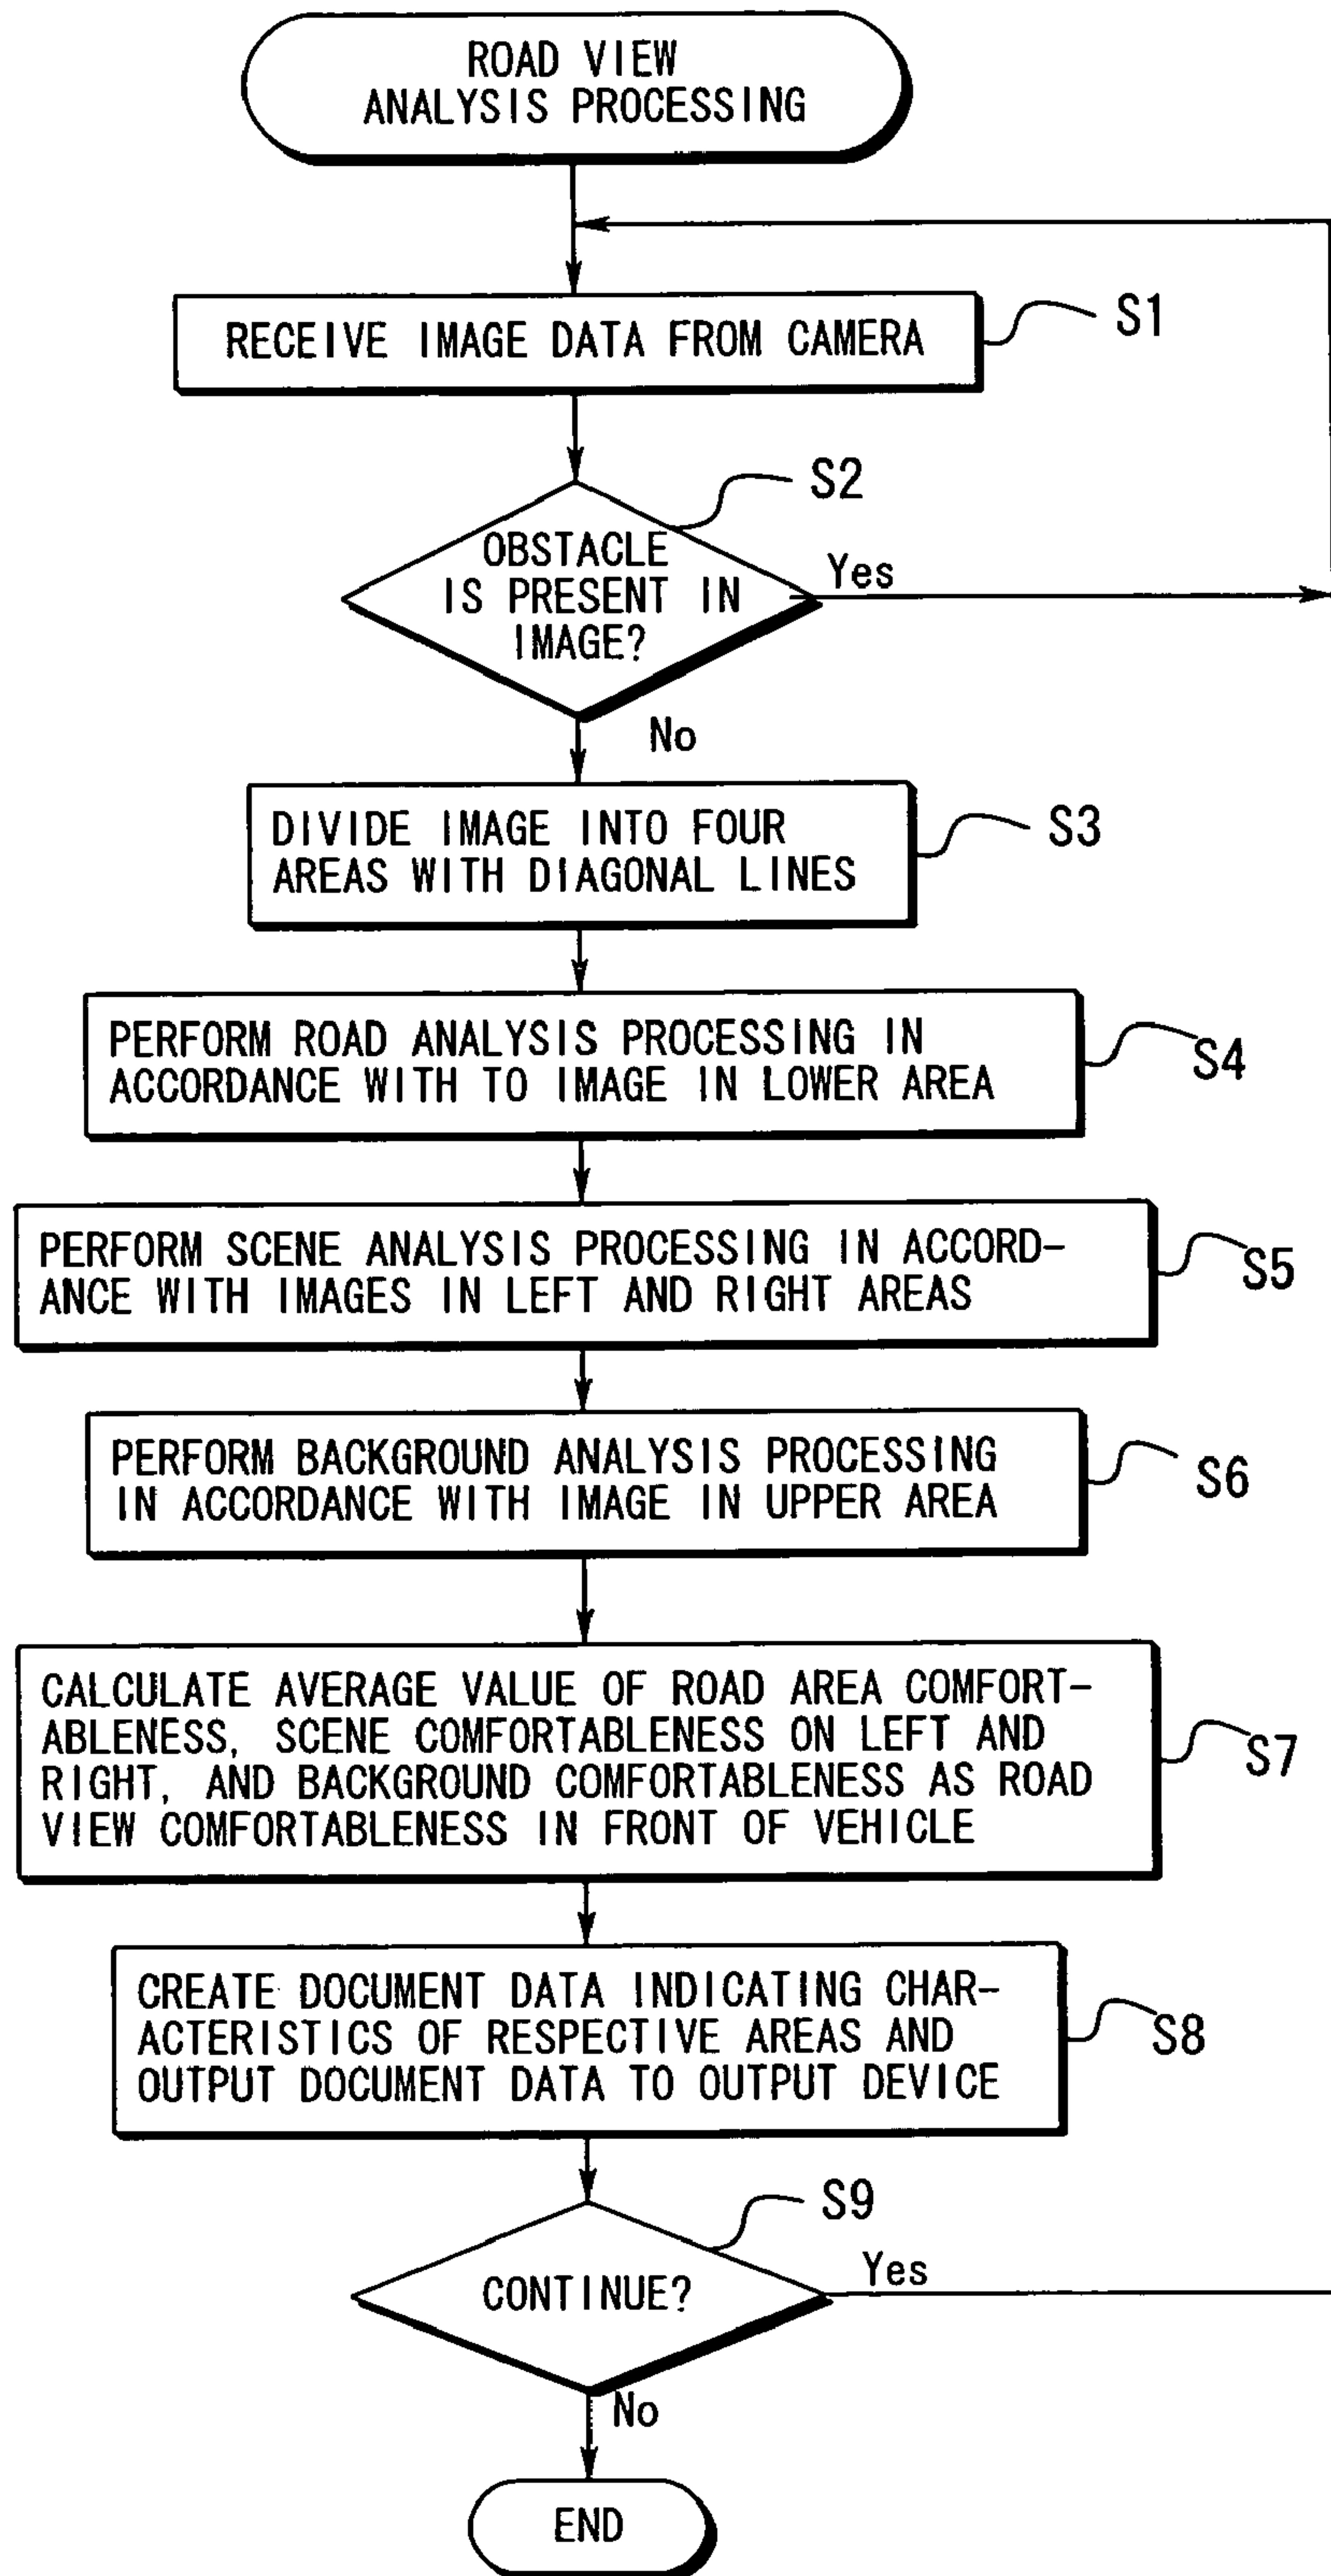 ROAD VIEW
ANALYSIS PROCESSING
RECEIVE IMAGE DATA FROM CAMERA
S1
S2
OBSTACLE
IS PRESENT IN
IMAGE?
Yes
No
DIVIDE IMAGE INTO FOUR
AREAS WITH DIAGONAL LINES
S3
PERFORM ROAD ANALYSIS PROCESSING IN
ACCORDANCE WITH TO IMAGE IN LOWER AREA
S4
PERFORM SCENE ANALYSIS PROCESSING IN ACCORD-
ANCE WITH IMAGES IN LEFT AND RIGHT AREAS
S5
PERFORM BACKGROUND ANALYSIS PROCESSING
IN ACCORDANCE WITH IMAGE IN UPPER AREA
S6
CALCULATE AVERAGE VALUE OF ROAD AREA COMFORT-
ABLENESS, SCENE COMFORTABLENESS ON LEFT AND
RIGHT, AND BACKGROUND COMFORTABLENESS AS ROAD
VIEW COMFORTABLENESS IN FRONT OF VEHICLE
S7
CREATE DOCUMENT DATA INDICATING CHAR-
ACTERISTICS OF RESPECTIVE AREAS AND
OUTPUT DOCUMENT DATA TO OUTPUT DEVICE
S8
S9
CONTINUE?
Yes
No
END